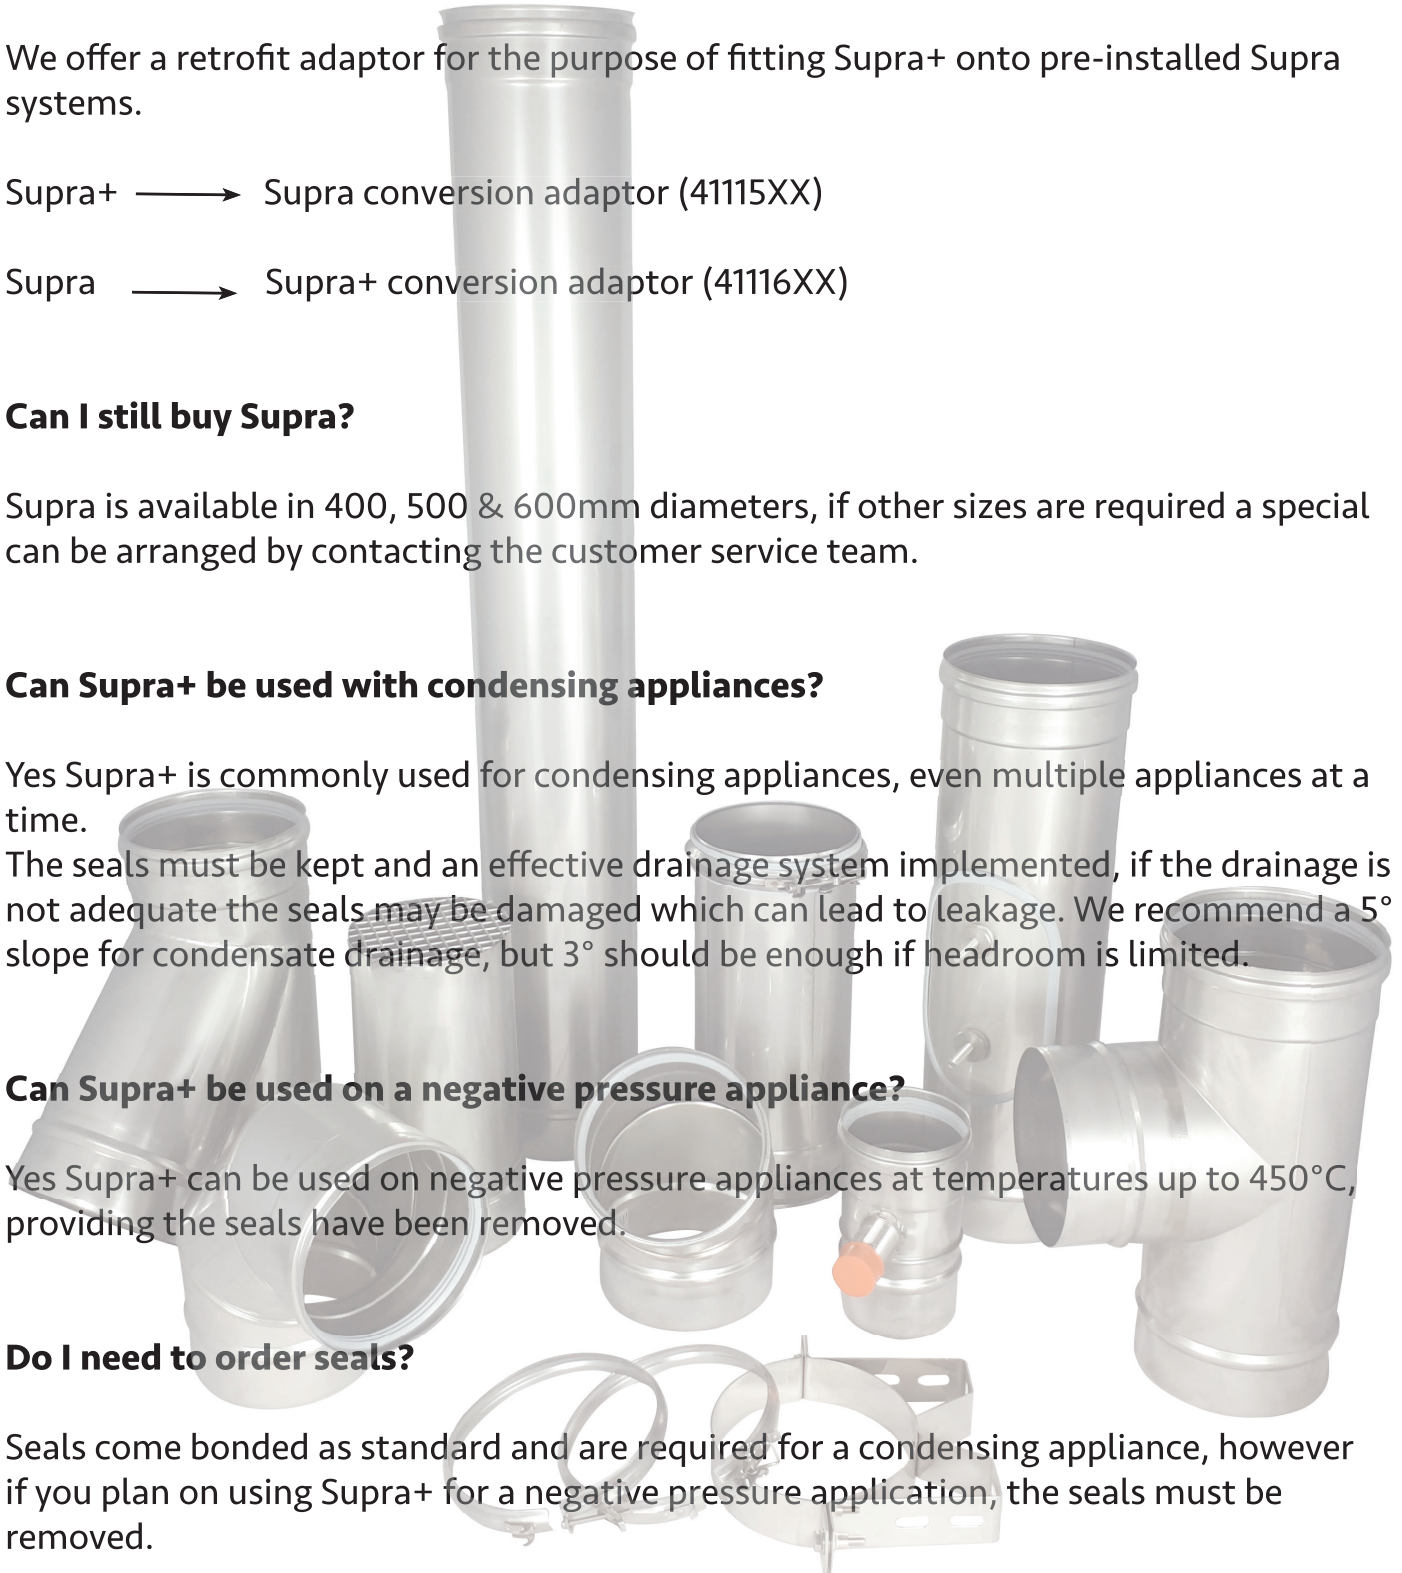 We offer a retrofit adaptor for the purpose of fitting Supra+ onto pre-installed Supra
systems.
Supra+ ⟶ Supra conversion adaptor (41115XX)
Supra ⟶ Supra+ conversion adaptor (41116XX)
Can I still buy Supra?
Supra is available in 400, 500 & 600mm diameters, if other sizes are required a special
can be arranged by contacting the customer service team.
Can Supra+ be used with condensing appliances?
Yes Supra+ is commonly used for condensing appliances, even multiple appliances at a
time.
The seals must be kept and an effective drainage system implemented, if the drainage is
not adequate the seals may be damaged which can lead to leakage. We recommend a 5°
slope for condensate drainage, but 3° should be enough if headroom is limited.
Can Supra+ be used on a negative pressure appliance?
Yes Supra+ can be used on negative pressure appliances at temperatures up to 450°C,
providing the seals have been removed.
Do I need to order seals?
Seals come bonded as standard and are required for a condensing appliance, however
if you plan on using Supra+ for a negative pressure application, the seals must be
removed.